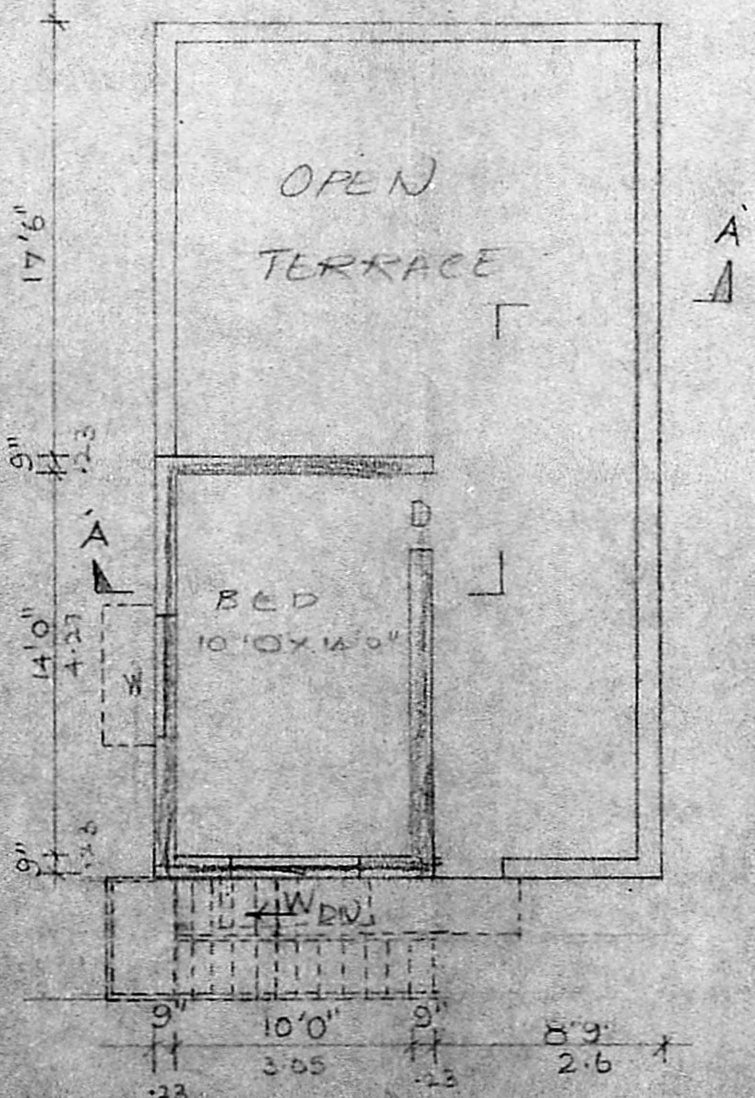 OPEN
TERRACE
17'6"
A'
9"
.23
A'
D
BED
10'0"X14'0"
14'0"
4.27
W
9"
.23
W
DN
9"
10'0"
9"
8'9"
.23
3.05
.23
2.6